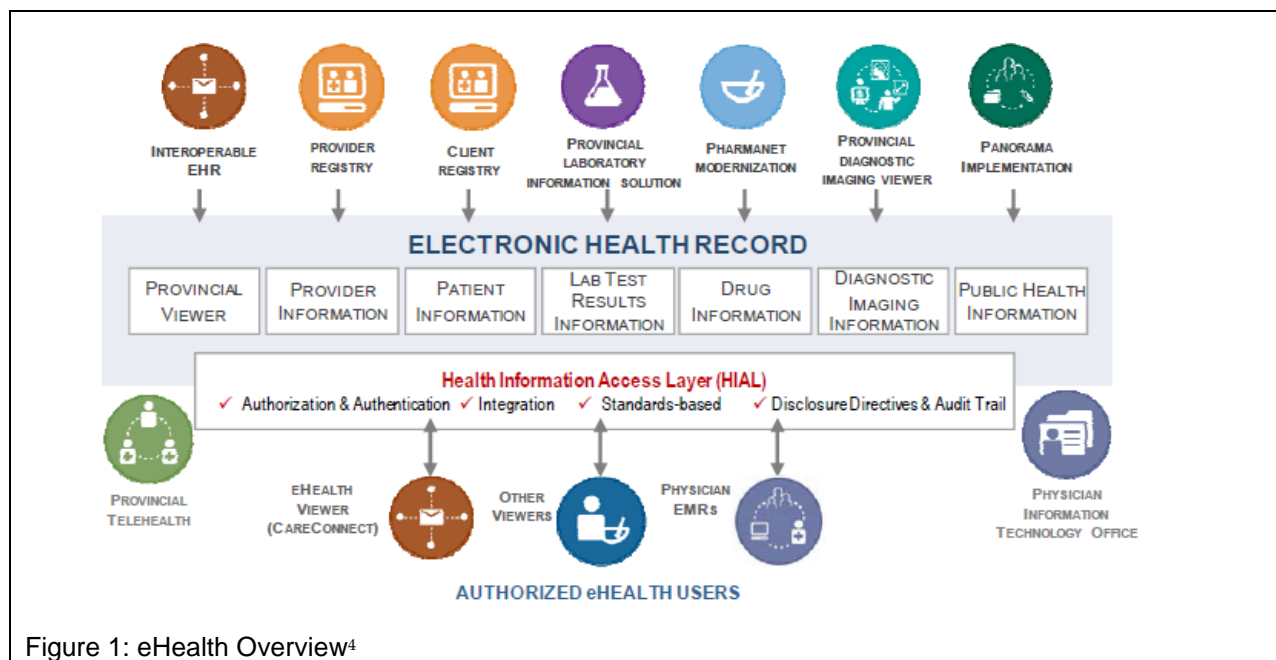 INTEROPERABLE
EHR
PROVIDER
REGISTRY
CLIENT
REGISTRY
PROVINCIAL
LABORATORY
INFORMATION SOLUTION
PHARMANET
MODERNIZATION
PROVINCIAL
DIAGNOSTIC
IMAGING VIEWER
PANORAMA
IMPLEMENTATION
ELECTRONIC HEALTH RECORD
PROVINCIAL
VIEWER
PROVIDER
INFORMATION
PATIENT
INFORMATION
LAB TEST
RESULTS
INFORMATION
DRUG
INFORMATION
DIAGNOSTIC
IMAGING
INFORMATION
PUBLIC HEALTH
INFORMATION
Health Information Access Layer (HIAL)
✓ Authorization & Authentication ✓ Integration ✓ Standards-based ✓ Disclosure Directives & Audit Trail
PROVINCIAL
TELEHEALTH
EHEALTH
VIEWER
(CARECONNECT)
OTHER
VIEWERS
PHYSICIAN
EMRS
PHYSICIAN
INFORMATION
TECHNOLOGY OFFICE
AUTHORIZED eHEALTH USERS
Figure 1: eHealth Overview⁴